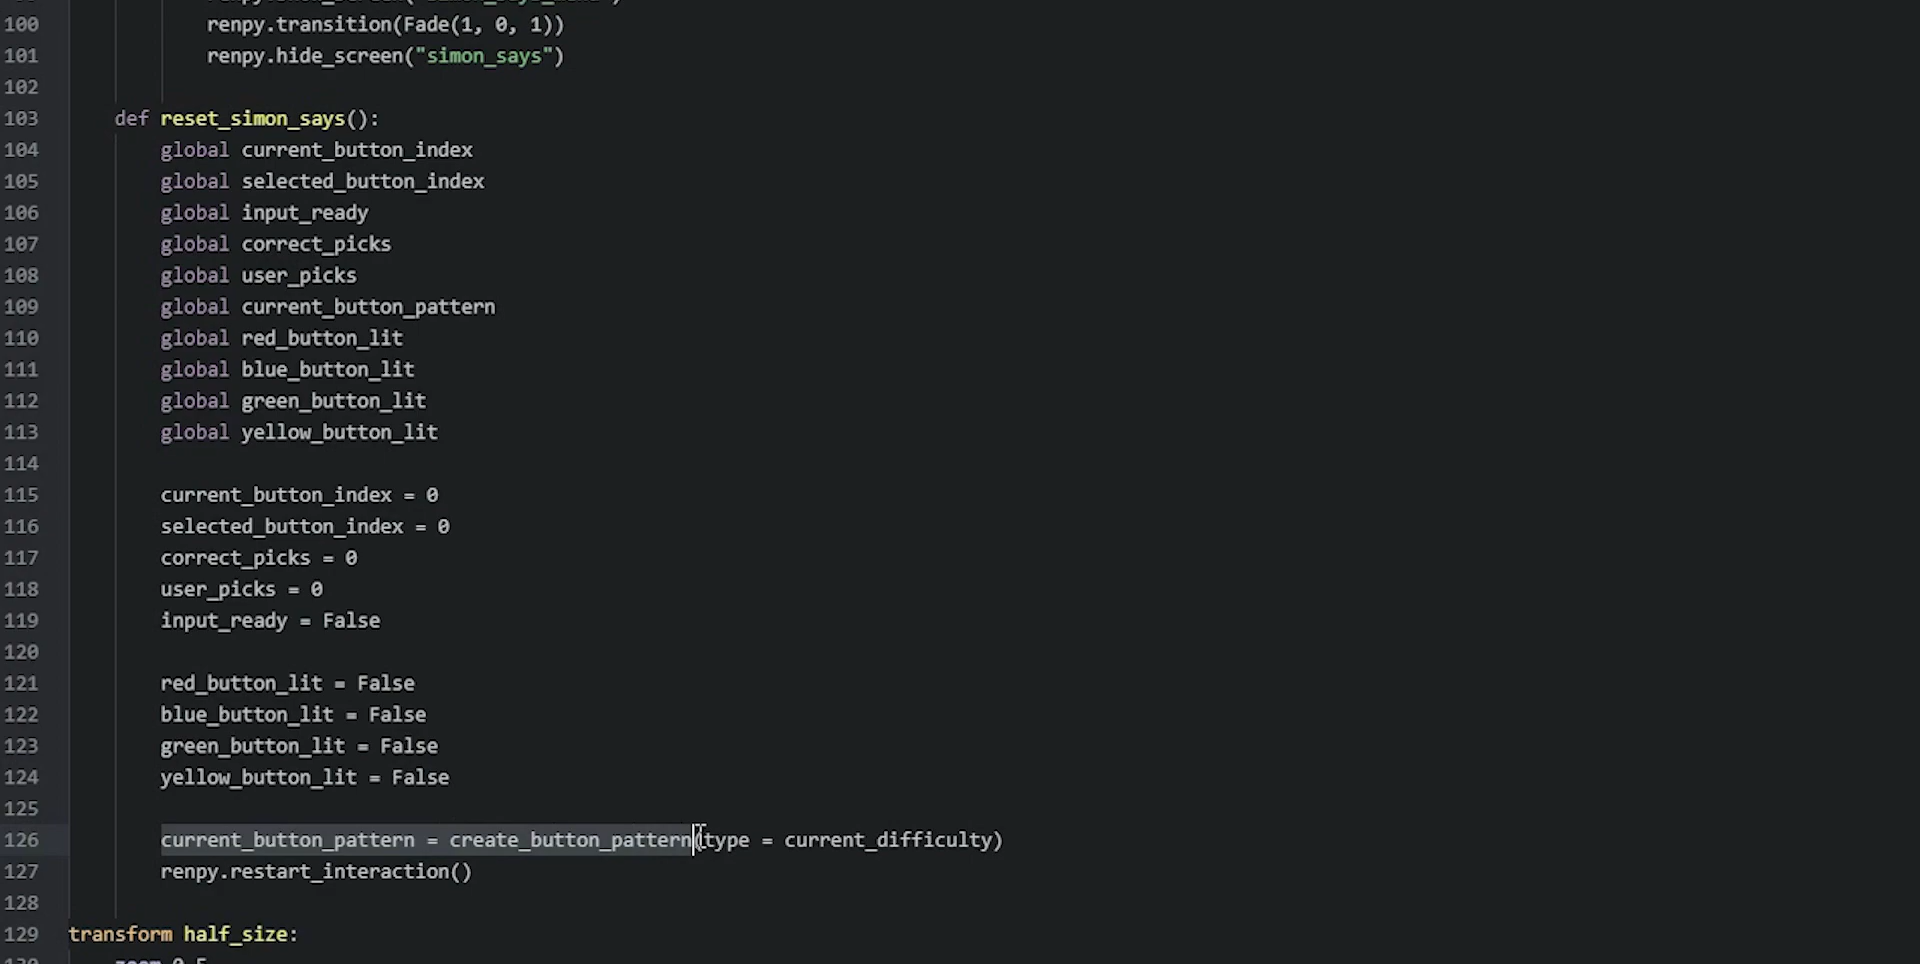 100 renpy.transition(Fade(1, 0, 1))
101 renpy.hide_screen("simon_says")
102
103 def reset_simon_says():
104 global current_button_index
105 global selected_button_index
106 global input_ready
107 global correct_picks
108 global user_picks
109 global current_button_pattern
110 global red_button_lit
111 global blue_button_lit
112 global green_button_lit
113 global yellow_button_lit
114
115 current_button_index = 0
116 selected_button_index = 0
117 correct_picks = 0
118 user_picks = 0
119 input_ready = False
120
121 red_button_lit = False
122 blue_button_lit = False
123 green_button_lit = False
124 yellow_button_lit = False
125
126 current_button_pattern = create_button_pattern(type = current_difficulty)
127 renpy.restart_interaction()
128
129 transform half_size: